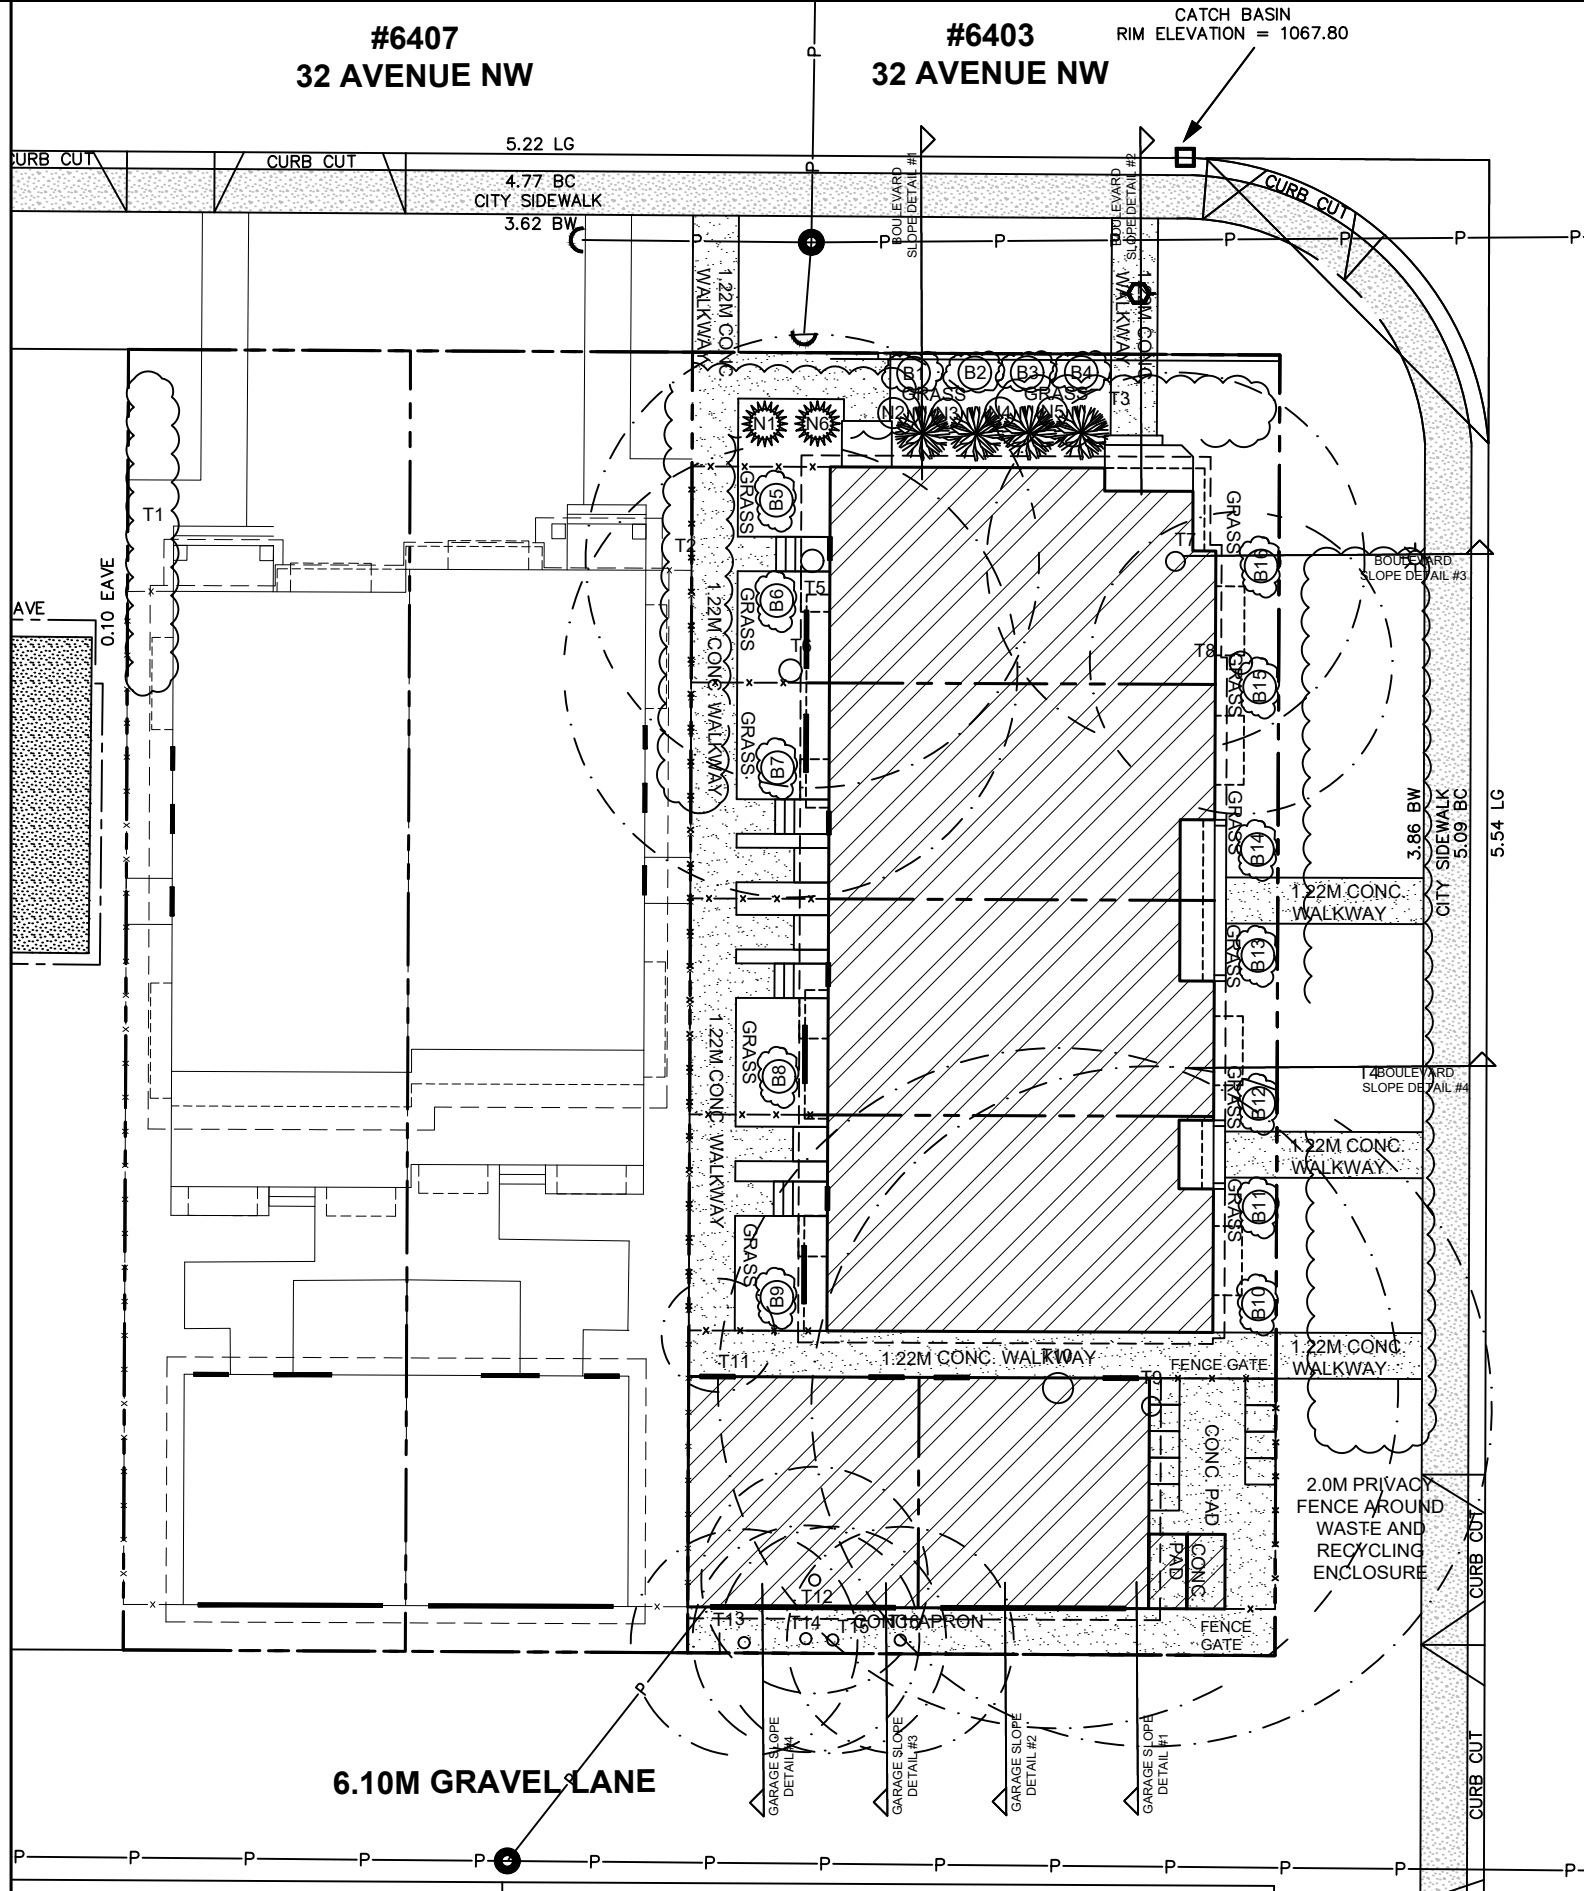 #6407
32 AVENUE NW
#6403
32 AVENUE NW
CATCH BASIN
RIM ELEVATION = 1067.80
P
P
CURB CUT
CURB CUT
5.22 LG
4.77 BC
CITY SIDEWALK
3.62 BW
BOULEVARD
SLOPE DETAIL #1
BOULEVARD
SLOPE DETAIL #2
CURB CUT
P
P
P
P
P
P
P
P
1.22M CONC
WALKWAY
1.22M CONC
WALKWAY
B1
B2
B3
B4
GRASS
GRASS
T3
N2
N3
N4
N5
N1
N6
GRASS
B5
T1
T2
T5
T7
GRASS
B16
BOULEVARD
SLOPE DETAIL #3
0.10 EAVE
AVE
GRASS
B6
T6
T8
GRASS
B15
1.22M CONC WALKWAY
GRASS
B7
GRASS
B14
3.86 BW
CITY SIDEWALK
5.09 BC
5.54 LG
1.22M CONC.
WALKWAY
GRASS
B13
1.22M CONC WALKWAY
GRASS
B8
T4
BOULEVARD
SLOPE DETAIL #4
GRASS
B12
1.22M CONC
WALKWAY
GRASS
B11
GRASS
B9
B10
T11
1.22M CONC. WALKWAY
T10
FENCE GATE
1.22M CONC
WALKWAY
T9
CONC. PAD
2.0M PRIVACY
FENCE AROUND
WASTE AND
RECYCLING
ENCLOSURE
CURB CUT
CONC
PAD
T12
T13
T14
T15
T16
CONC APRON
FENCE
GATE
P
P
GARAGE SLOPE
DETAIL #4
GARAGE SLOPE
DETAIL #3
GARAGE SLOPE
DETAIL #2
GARAGE SLOPE
DETAIL #1
CURB CUT
6.10M GRAVEL LANE
P
P
P
P
P
P
P
P
P
P
P
P
P
P